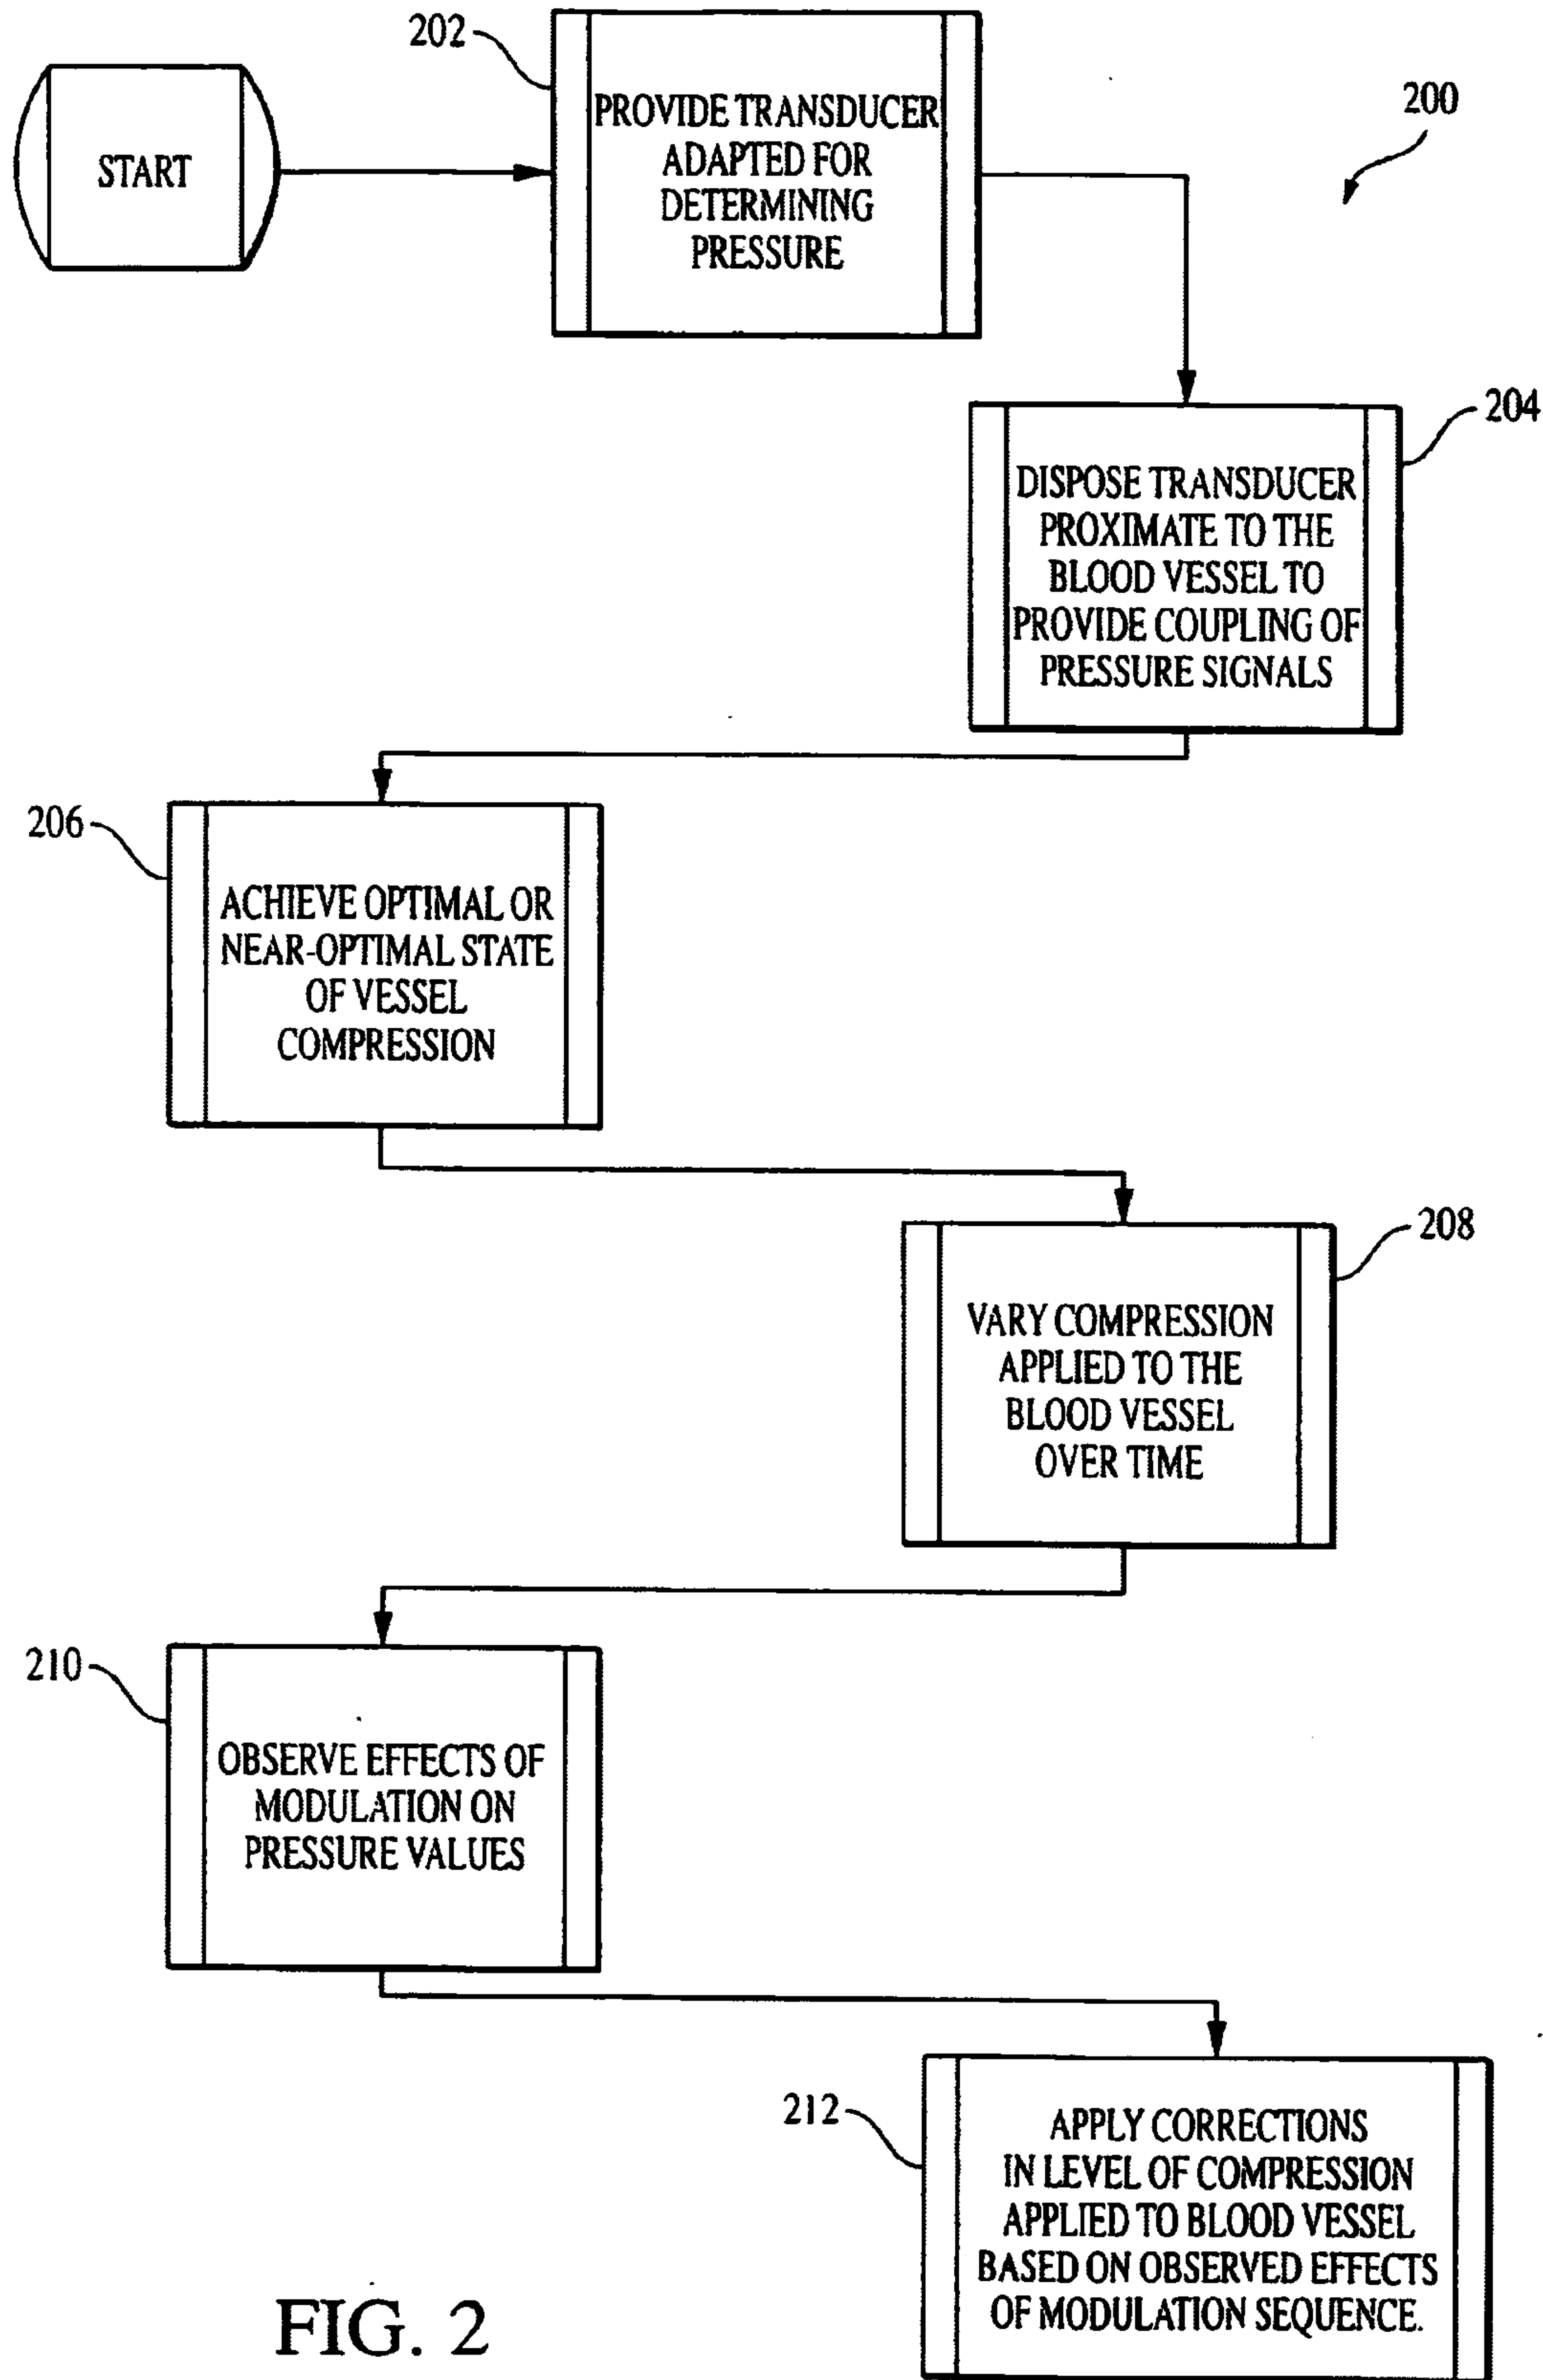 202
PROVIDE TRANSDUCER
ADAPTED FOR
DETERMINING
PRESSURE
200
START
204
DISPOSE TRANSDUCER
PROXIMATE TO THE
BLOOD VESSEL TO
PROVIDE COUPLING OF
PRESSURE SIGNALS
206
ACHIEVE OPTIMAL OR
NEAR-OPTIMAL STATE
OF VESSEL
COMPRESSION
208
VARY COMPRESSION
APPLIED TO THE
BLOOD VESSEL
OVER TIME
210
OBSERVE EFFECTS OF
MODULATION ON
PRESSURE VALUES
212
APPLY CORRECTIONS
IN LEVEL OF COMPRESSION
APPLIED TO BLOOD VESSEL
BASED ON OBSERVED EFFECTS
OF MODULATION SEQUENCE.
FIG. 2